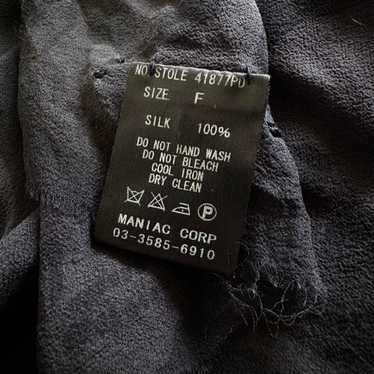 NO.STOLE 41877PD
SIZE F
SILK 100%
DO NOT HAND WASH
DO NOT BLEACH
COOL IRON
DRY CLEAN
P
MANIAC CORP
03-3585-6910